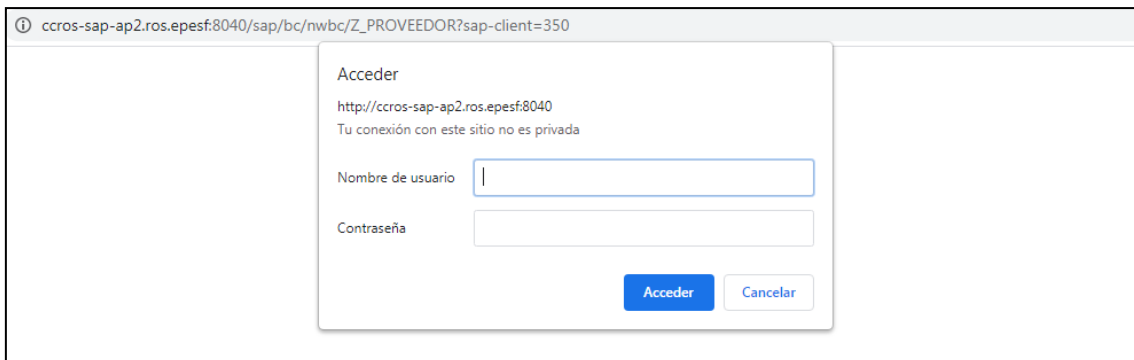 ccros-sap-ap2.ros.epesf:8040/sap/bc/nwbc/Z_PROVEEDOR?sap-client=350
Acceder
http://ccros-sap-ap2.ros.epesf:8040
Tu conexión con este sitio no es privada
Nombre de usuario
Contraseña
Acceder Cancelar